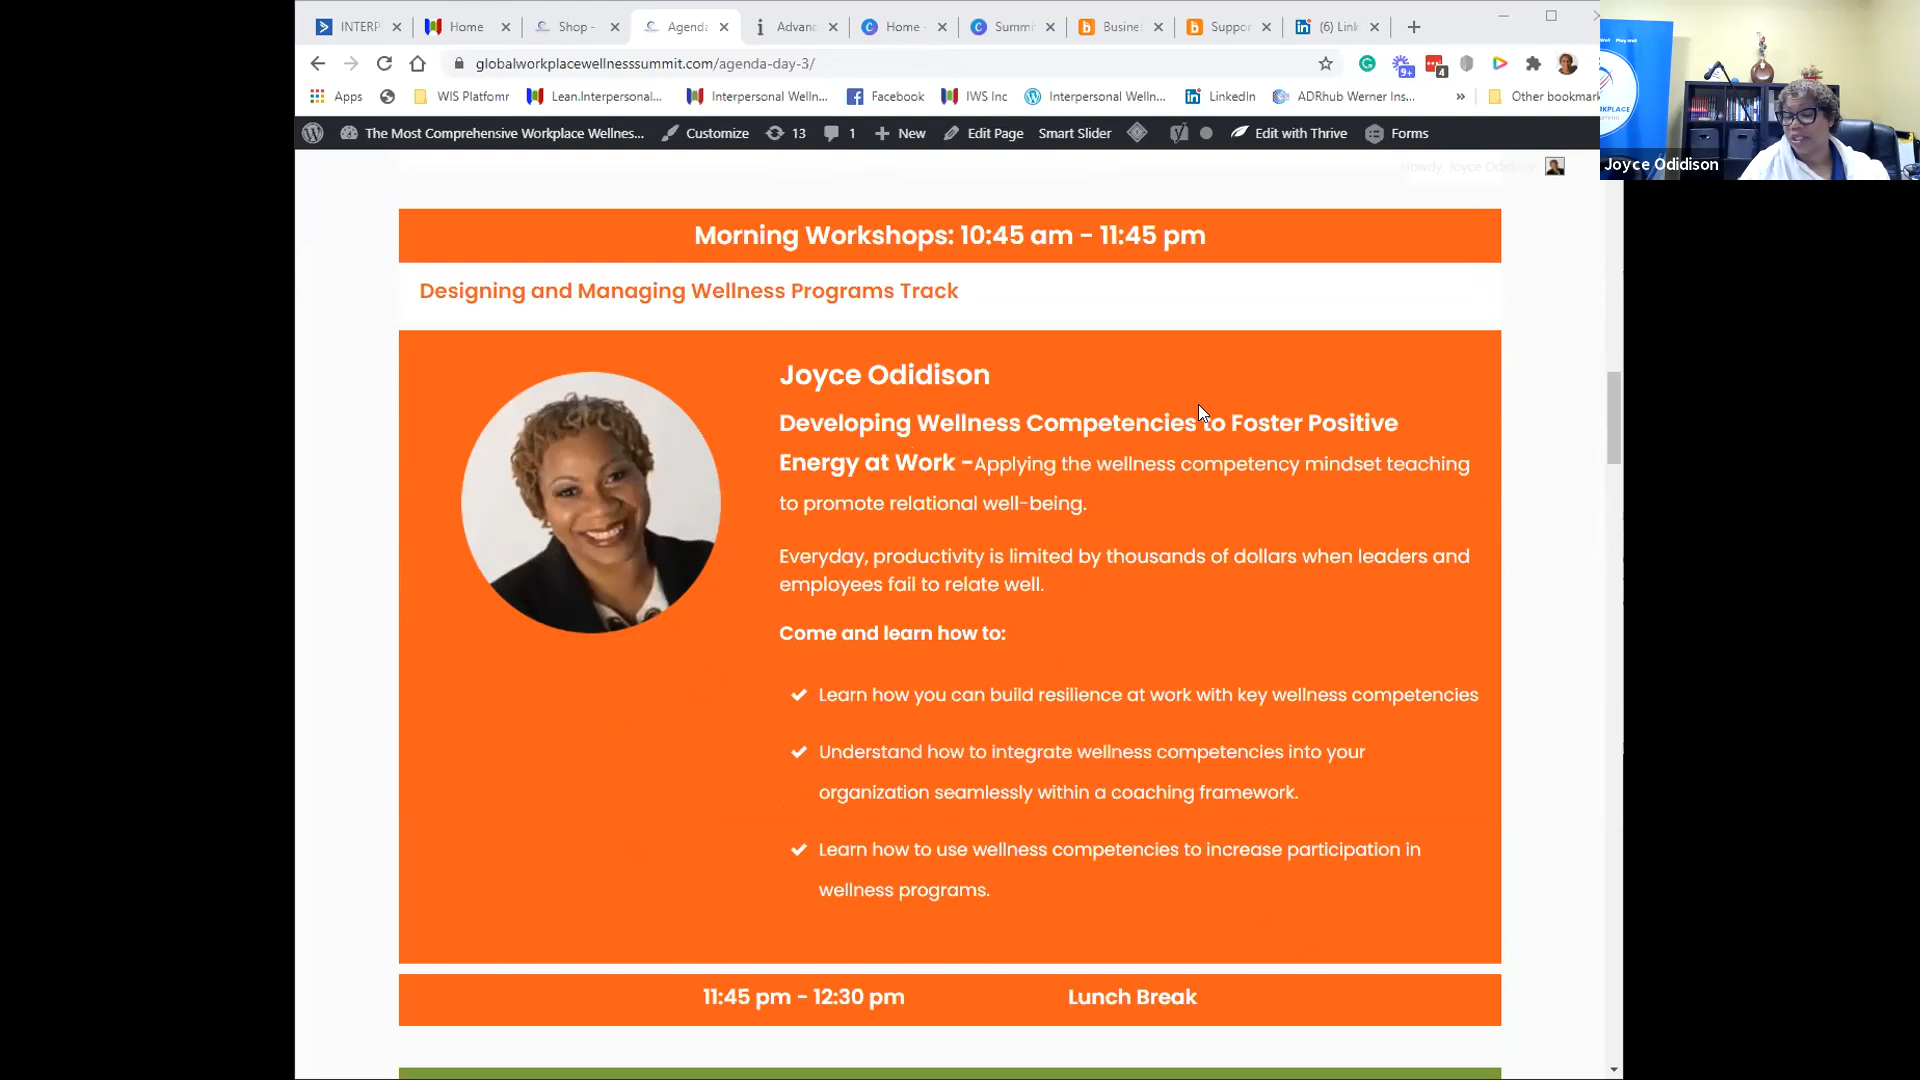 INTERP
Home
Shop -
Agenda
Advanc
Home -
Summi
Busine
Suppor
(6) Link
globalworkplacewellnesssummit.com/agenda-day-3/
9+
4
Apps
WIS Platfomr
Lean.Interpersonal...
Interpersonal Welln...
Facebook
IWS Inc
Interpersonal Welln...
LinkedIn
ADRhub Werner Ins...
»
Other bookmar
The Most Comprehensive Workplace Wellnes...
Customize
13
1
New
Edit Page
Smart Slider
Edit with Thrive
Forms
Howdy, Joyce Odidison
Joyce Odidison
Morning Workshops: 10:45 am - 11:45 pm
Designing and Managing Wellness Programs Track
Joyce Odidison
Developing Wellness Competencies to Foster Positive
Energy at Work -Applying the wellness competency mindset teaching
to promote relational well-being.
Everyday, productivity is limited by thousands of dollars when leaders and
employees fail to relate well.
Come and learn how to:
Learn how you can build resilience at work with key wellness competencies
Understand how to integrate wellness competencies into your
organization seamlessly within a coaching framework.
Learn how to use wellness competencies to increase participation in
wellness programs.
11:45 pm - 12:30 pm
Lunch Break